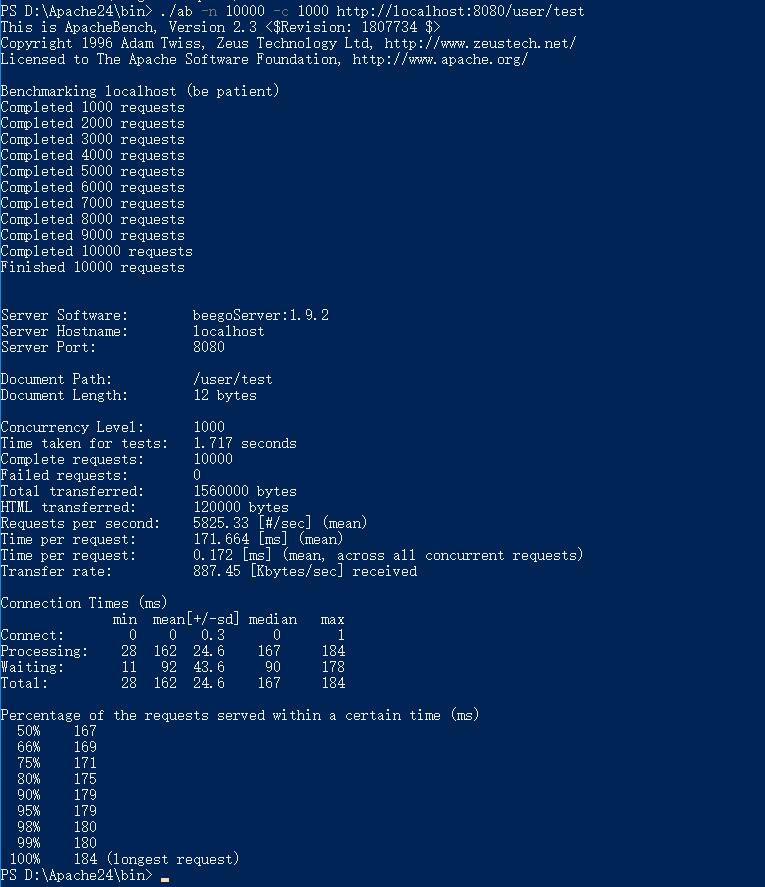 PS D:\Apache24\bin> ./ab -n 10000 -c 1000 http://localhost:8080/user/test
This is ApacheBench, Version 2.3 <$Revision: 1807734 $>
Copyright 1996 Adam Twiss, Zeus Technology Ltd, http://www.zeustech.net/
Licensed to The Apache Software Foundation, http://www.apache.org/

Benchmarking localhost (be patient)
Completed 1000 requests
Completed 2000 requests
Completed 3000 requests
Completed 4000 requests
Completed 5000 requests
Completed 6000 requests
Completed 7000 requests
Completed 8000 requests
Completed 9000 requests
Completed 10000 requests
Finished 10000 requests


Server Software:        beegoServer:1.9.2
Server Hostname:        localhost
Server Port:            8080

Document Path:          /user/test
Document Length:        12 bytes

Concurrency Level:      1000
Time taken for tests:   1.717 seconds
Complete requests:      10000
Failed requests:        0
Total transferred:      1560000 bytes
HTML transferred:       120000 bytes
Requests per second:    5825.33 [#/sec] (mean)
Time per request:       171.664 [ms] (mean)
Time per request:       0.172 [ms] (mean, across all concurrent requests)
Transfer rate:          887.45 [Kbytes/sec] received

Connection Times (ms)
              min  mean[+/-sd] median   max
Connect:        0    0   0.3      0       1
Processing:    28  162  24.6    167     184
Waiting:       11   92  43.6     90     178
Total:         28  162  24.6    167     184

Percentage of the requests served within a certain time (ms)
  50%    167
  66%    169
  75%    171
  80%    175
  90%    179
  95%    179
  98%    180
  99%    180
 100%    184 (longest request)
PS D:\Apache24\bin>